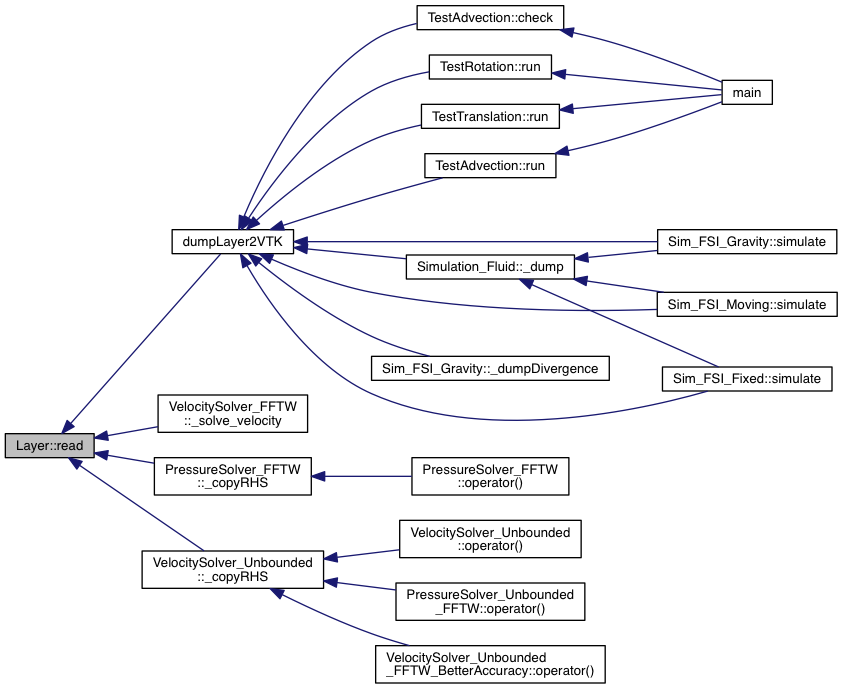 TestAdvection::check
TestRotation::run
main
TestTranslation::run
TestAdvection::run
dumpLayer2VTK
Sim_FSI_Gravity::simulate
Simulation_Fluid::_dump
Sim_FSI_Moving::simulate
Sim_FSI_Gravity::_dumpDivergence
Sim_FSI_Fixed::simulate
VelocitySolver_FFTW
::_solve_velocity
Layer::read
PressureSolver_FFTW
::_copyRHS
PressureSolver_FFTW
::operator()
VelocitySolver_Unbounded
::operator()
VelocitySolver_Unbounded
::_copyRHS
PressureSolver_Unbounded
_FFTW::operator()
VelocitySolver_Unbounded
_FFTW_BetterAccuracy::operator()